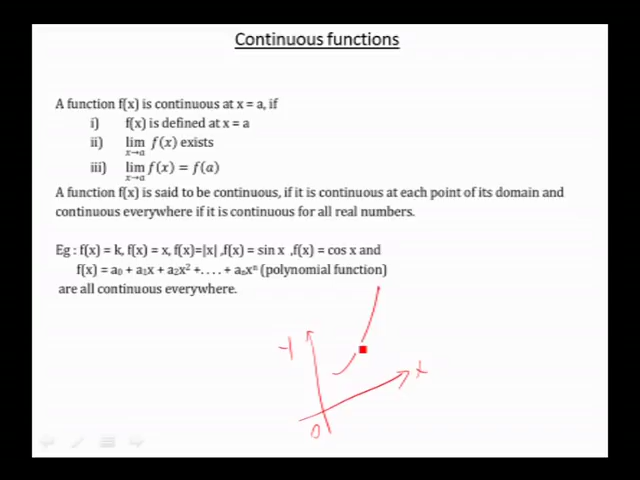 Continuous functions
A function f(x) is continuous at x = a, if
i) f(x) is defined at x = a
ii) lim x→a f(x) exists
iii) lim x→a f(x) = f(a)
A function f(x) is said to be continuous, if it is continuous at each point of its domain and
continuous everywhere if it is continuous for all real numbers.
Eg : f(x) = k, f(x) = x, f(x)=|x| ,f(x) = sin x ,f(x) = cos x and
f(x) = a₀ + a₁x + a₂x² +. . . . + aₙxⁿ (polynomial function)
are all continuous everywhere.
x
0